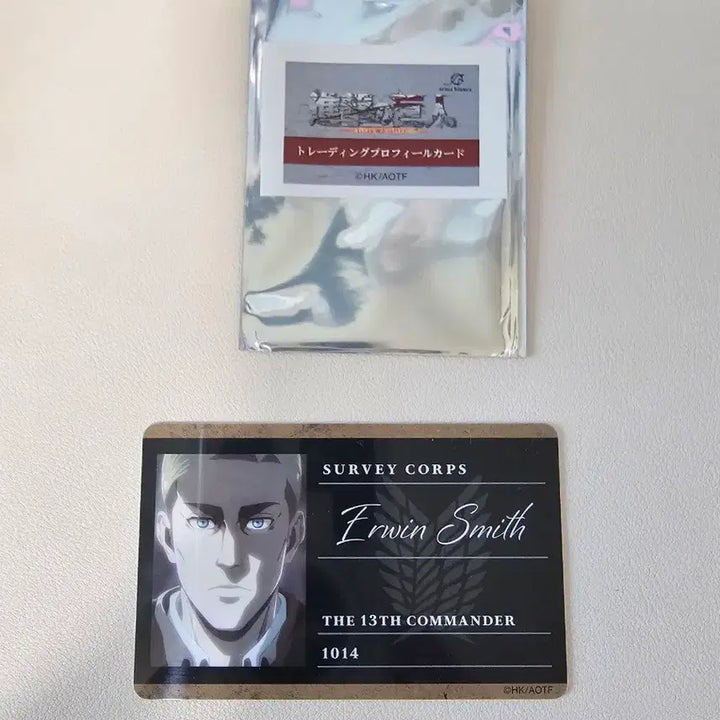 進撃の巨人
トレーディングプロフィールカード
©HK/AOTF
SURVEY CORPS
Erwin Smith
THE 13TH COMMANDER
1014
©HK/AOTF